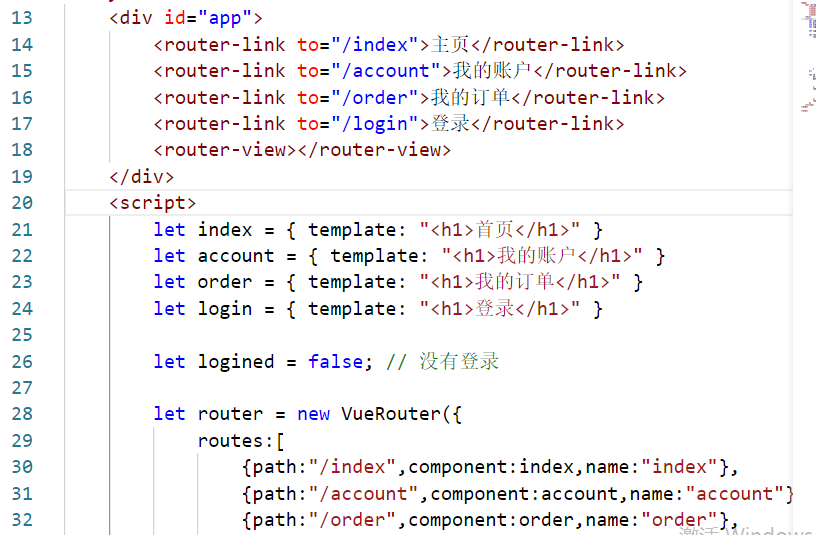 13 <div id="app">
14 <router-link to="/index">主页</router-link>
15 <router-link to="/account">我的账户</router-link>
16 <router-link to="/order">我的订单</router-link>
17 <router-link to="/login">登录</router-link>
18 <router-view></router-view>
19 </div>
20 <script>
21 let index = { template: "<h1>首页</h1>" }
22 let account = { template: "<h1>我的账户</h1>" }
23 let order = { template: "<h1>我的订单</h1>" }
24 let login = { template: "<h1>登录</h1>" }
25
26 let logined = false; // 没有登录
27
28 let router = new VueRouter({
29 routes:[
30 {path:"/index",component:index,name:"index"},
31 {path:"/account",component:account,name:"account"}
32 {path:"/order",component:order,name:"order"},
激活 Windows